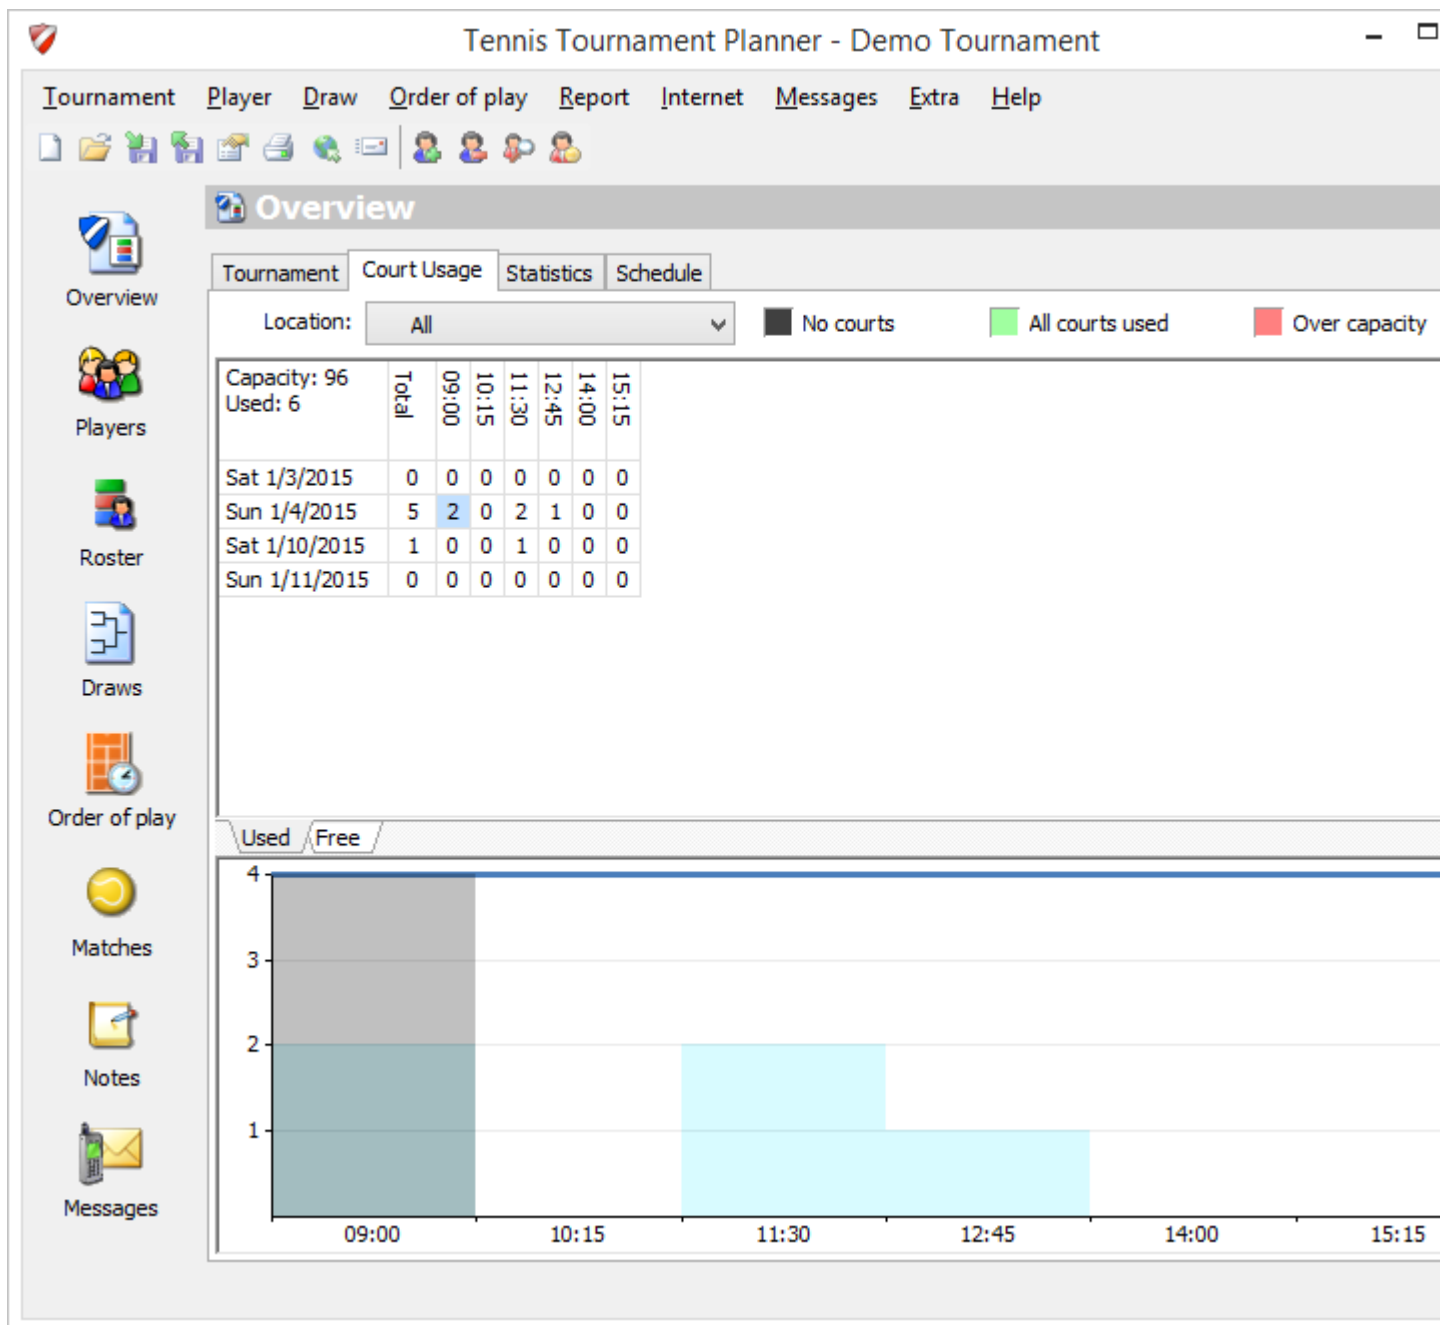 Tennis Tournament Planner - Demo Tournament
Tournament Player Draw Order of play Report Internet Messages Extra Help
Overview
Tournament Court Usage Statistics Schedule
Location: All No courts All courts used Over capacity
Capacity: 96
Used: 6
Total 09:00 10:15 11:30 12:45 14:00 15:15
Sat 1/3/2015 0 0 0 0 0 0 0
Sun 1/4/2015 5 2 0 2 1 0 0
Sat 1/10/2015 1 0 0 1 0 0 0
Sun 1/11/2015 0 0 0 0 0 0 0
Used Free
4
3
2
1
09:00 10:15 11:30 12:45 14:00 15:15
Overview
Players
Roster
Draws
Order of play
Matches
Notes
Messages